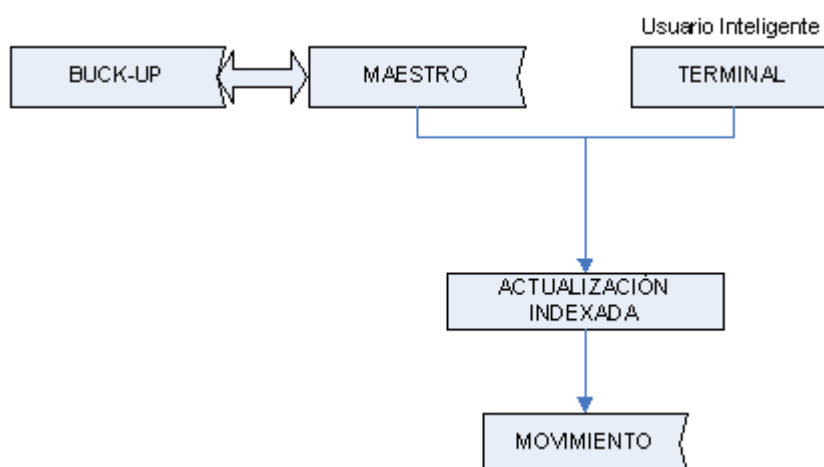 Usuario Inteligente
BUCK-UP
MAESTRO
TERMINAL
ACTUALIZACIÓN
INDEXADA
MOVIMIENTO